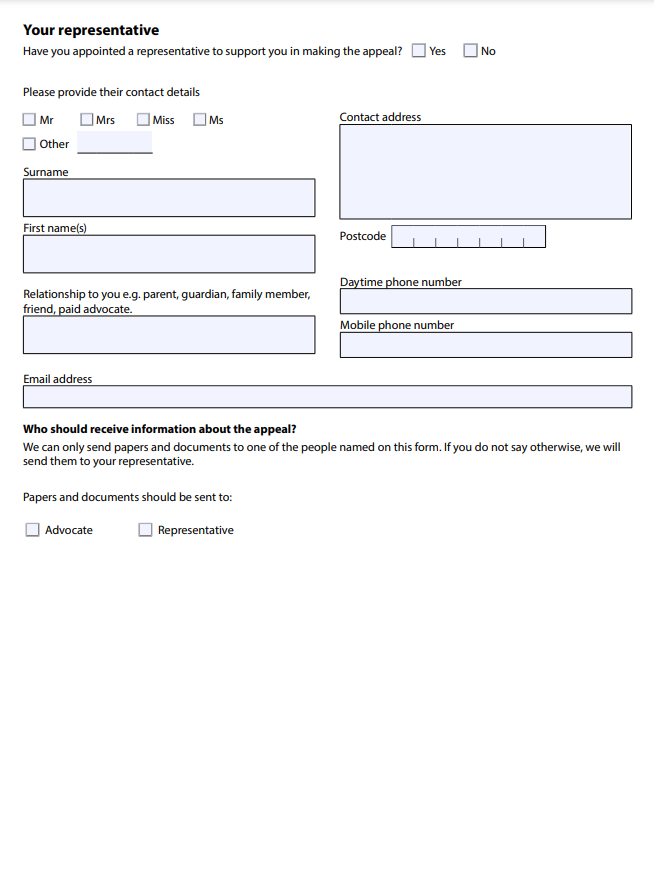 Your representative
Have you appointed a representative to support you in making the appeal? Yes No
Please provide their contact details
Mr Mrs Miss Ms
Other
Surname
First name(s)
Relationship to you e.g. parent, guardian, family member,
friend, paid advocate.
Contact address
Postcode
Daytime phone number
Mobile phone number
Email address
Who should receive information about the appeal?
We can only send papers and documents to one of the people named on this form. If you do not say otherwise, we will
send them to your representative.
Papers and documents should be sent to:
Advocate Representative